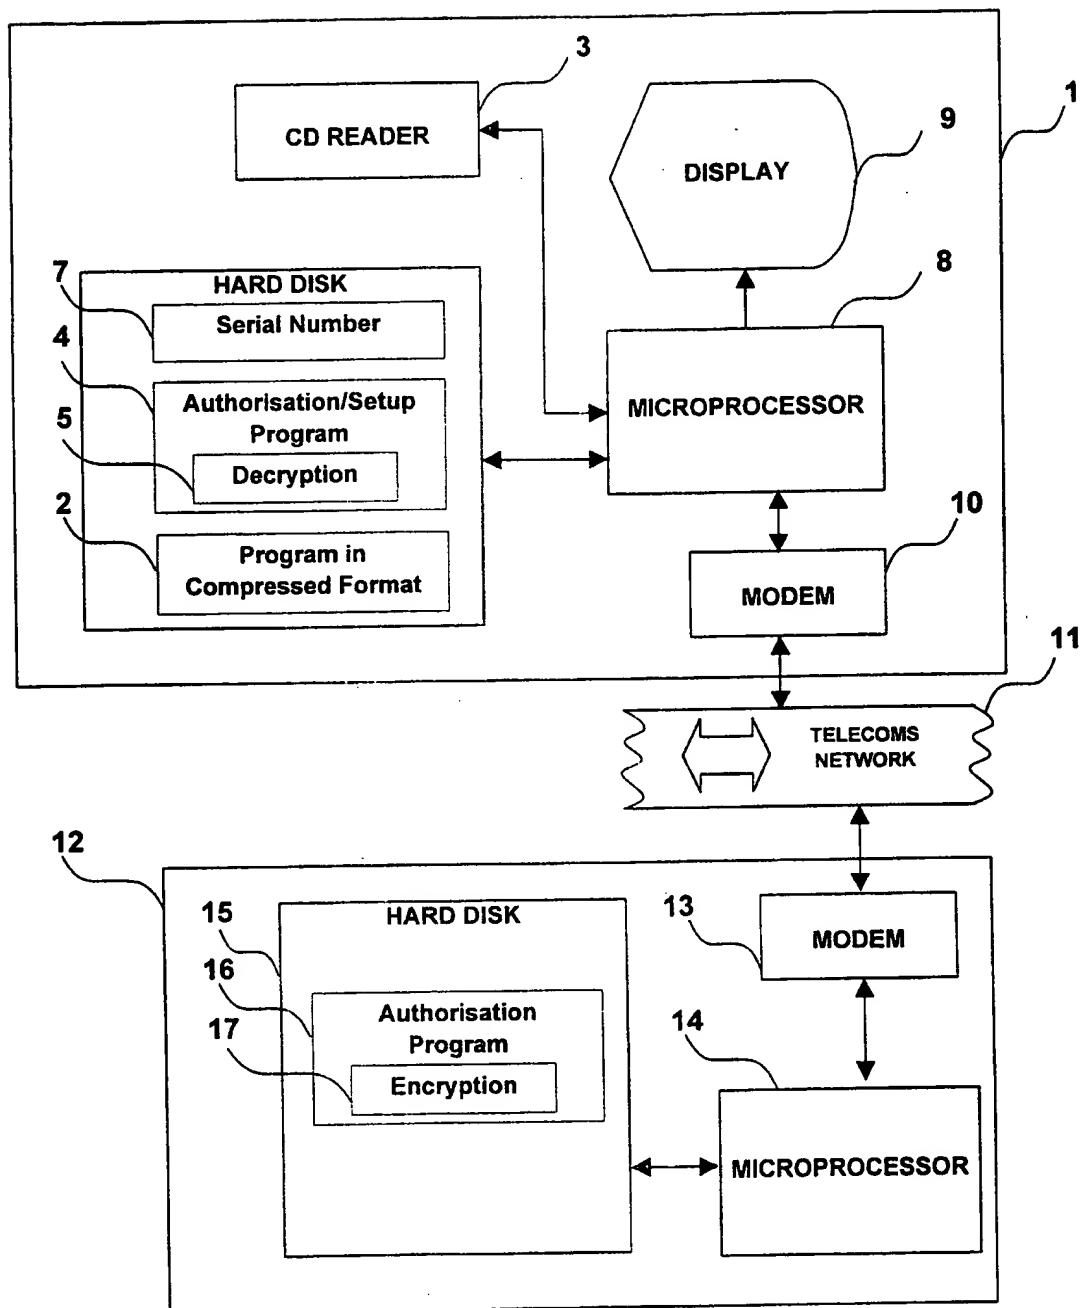 3
1
CD READER
9
DISPLAY
7
HARD DISK
8
Serial Number
4
Authorisation/Setup
Program
MICROPROCESSOR
5
Decryption
2
10
Program in
Compressed Format
MODEM
11
TELECOMS
NETWORK
12
15
HARD DISK
13
MODEM
16
Authorisation
Program
17
14
Encryption
MICROPROCESSOR